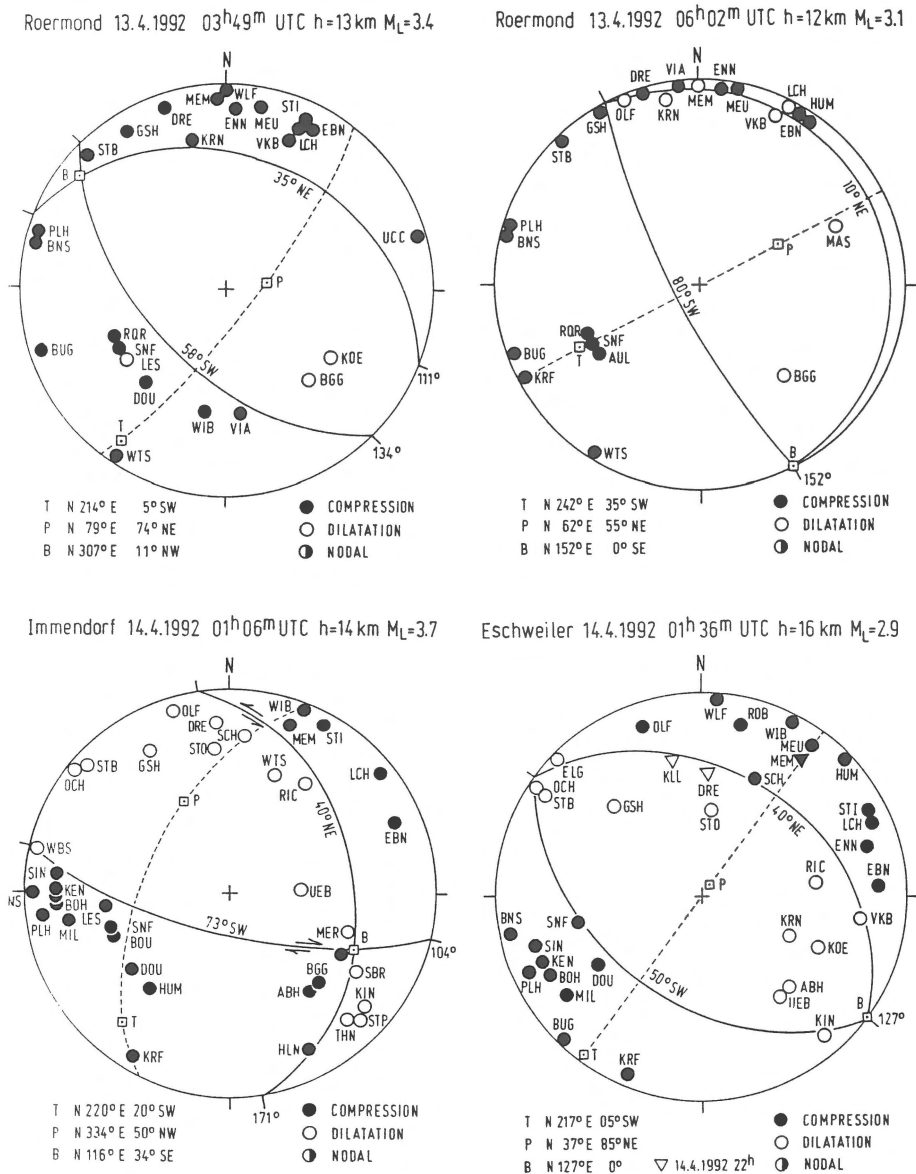 Roermond 13.4.1992 03h49m UTC h=13km ML=3.4
N
MEM
WLF
STI
DRE
ENN
MEU
GSH
EBN
KRN
VKB
LCH
STB
B
35° NE
PLH
BNS
UCC
P
RQR
SNF
LES
58° SW
KOE
BUG
BGG
111°
DOU
WIB
VIA
T
WTS
134°
T N 214° E 5° SW
P N 79° E 74° NE
B N 307° E 11° NW
COMPRESSION
DILATATION
NODAL
Roermond 13.4.1992 06h02m UTC h=12km ML=3.1
N
VIA
ENN
DRE
LCH
HUM
OLF
MEM
MEU
KRN
VKB
EBN
GSH
STB
10° NE
PLH
BNS
MAS
P
80° SW
RQR
SNF
AUL
T
BUG
KRF
BGG
WTS
B
152°
T N 242° E 35° SW
P N 62° E 55° NE
B N 152° E 0° SE
COMPRESSION
DILATATION
NODAL
Immendorf 14.4.1992 01h06m UTC h=14km ML=3.7
N
OLF
WIB
DRE
SCH
MEM
STI
STO
GSH
STB
OCH
WTS
LCH
RIC
P
40° NE
EBN
WBS
SIN
KEN
UEB
NS
BOH
LES
PLH
MIL
SNF
BOU
73° SW
MER
B
104°
DOU
BGG
SBR
HUM
ABH
KIN
T
STP
THN
KRF
HLN
171°
T N 220° E 20° SW
P N 334° E 50° NW
B N 116° E 34° SE
COMPRESSION
DILATATION
NODAL
Eschweiler 14.4.1992 01h36m UTC h=16km ML=2.9
N
WLF
ROB
OLF
WIB
MEU
MEM
ELG
KLL
HUM
DRE
SCH
OCH
STB
GSH
STO
40° NE
STI
LCH
ENN
RIC
EBN
P
SNF
BNS
KRN
VKB
SIN
KEN
KOE
DOU
PLH
BOH
MIL
50° SW
ABH
UEB
B
127°
BUG
KIN
T
KRF
T N 217° E 05° SW
P N 37° E 85° NE
B N 127° E 0°
14.4.1992 22h
COMPRESSION
DILATATION
NODAL